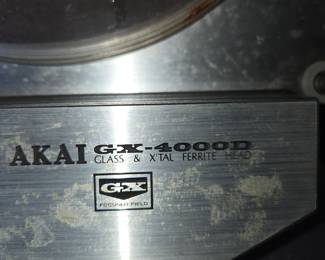 AKAI GX-4000D
GLASS & X'TAL FERRITE HEAD
GX
FOCUSED FIELD